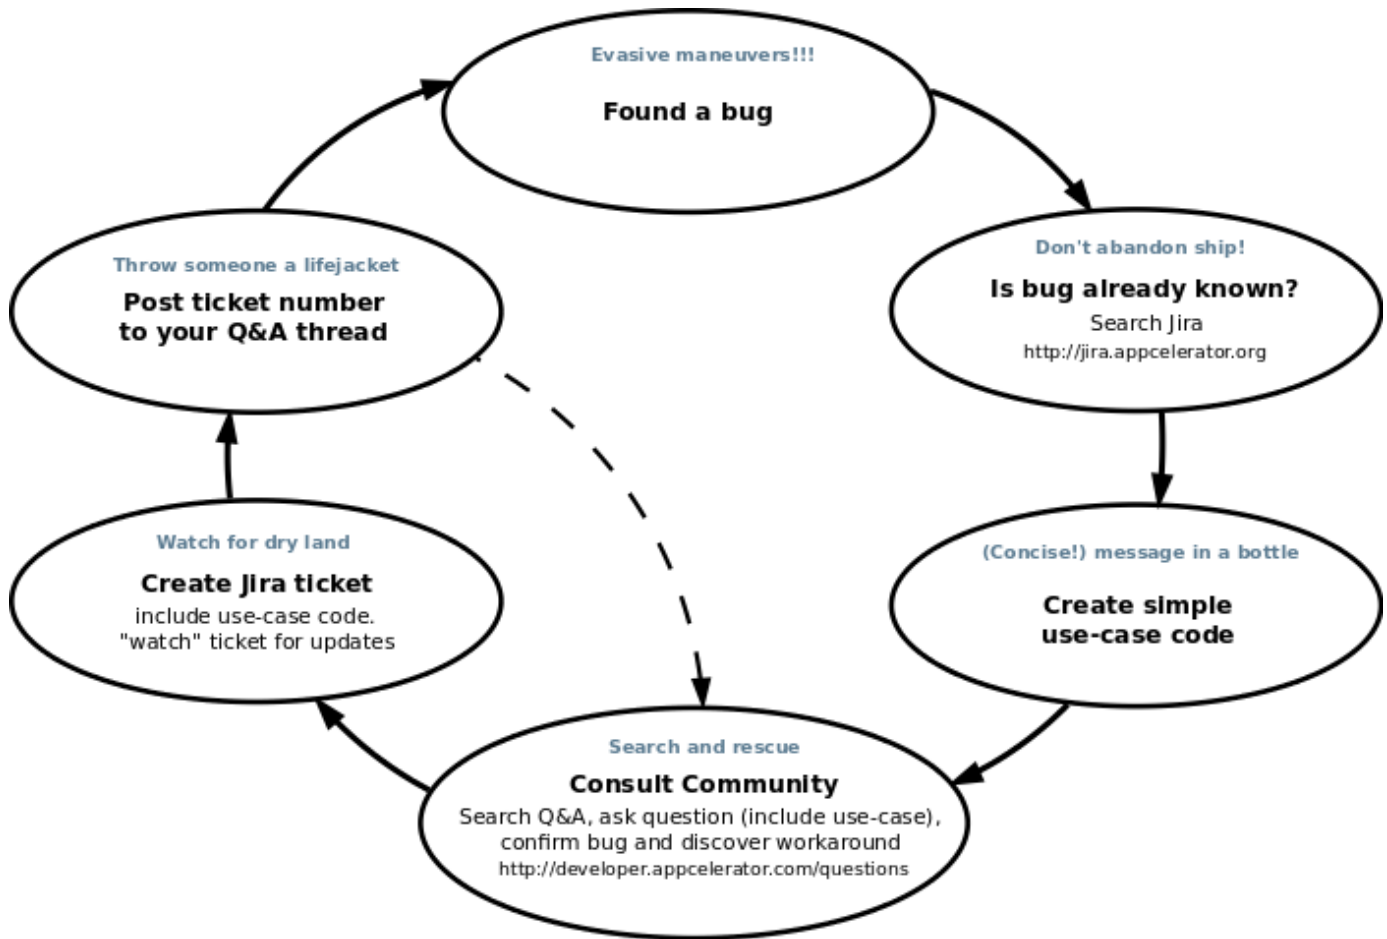 Evasive maneuvers!!!
Found a bug
Don't abandon ship!
Is bug already known?
Search Jira
http://jira.appcelerator.org
(Concise!) message in a bottle
Create simple
use-case code
Search and rescue
Consult Community
Search Q&A, ask question (include use-case),
confirm bug and discover workaround
http://developer.appcelerator.com/questions
Watch for dry land
Create Jira ticket
include use-case code.
"watch" ticket for updates
Throw someone a lifejacket
Post ticket number
to your Q&A thread